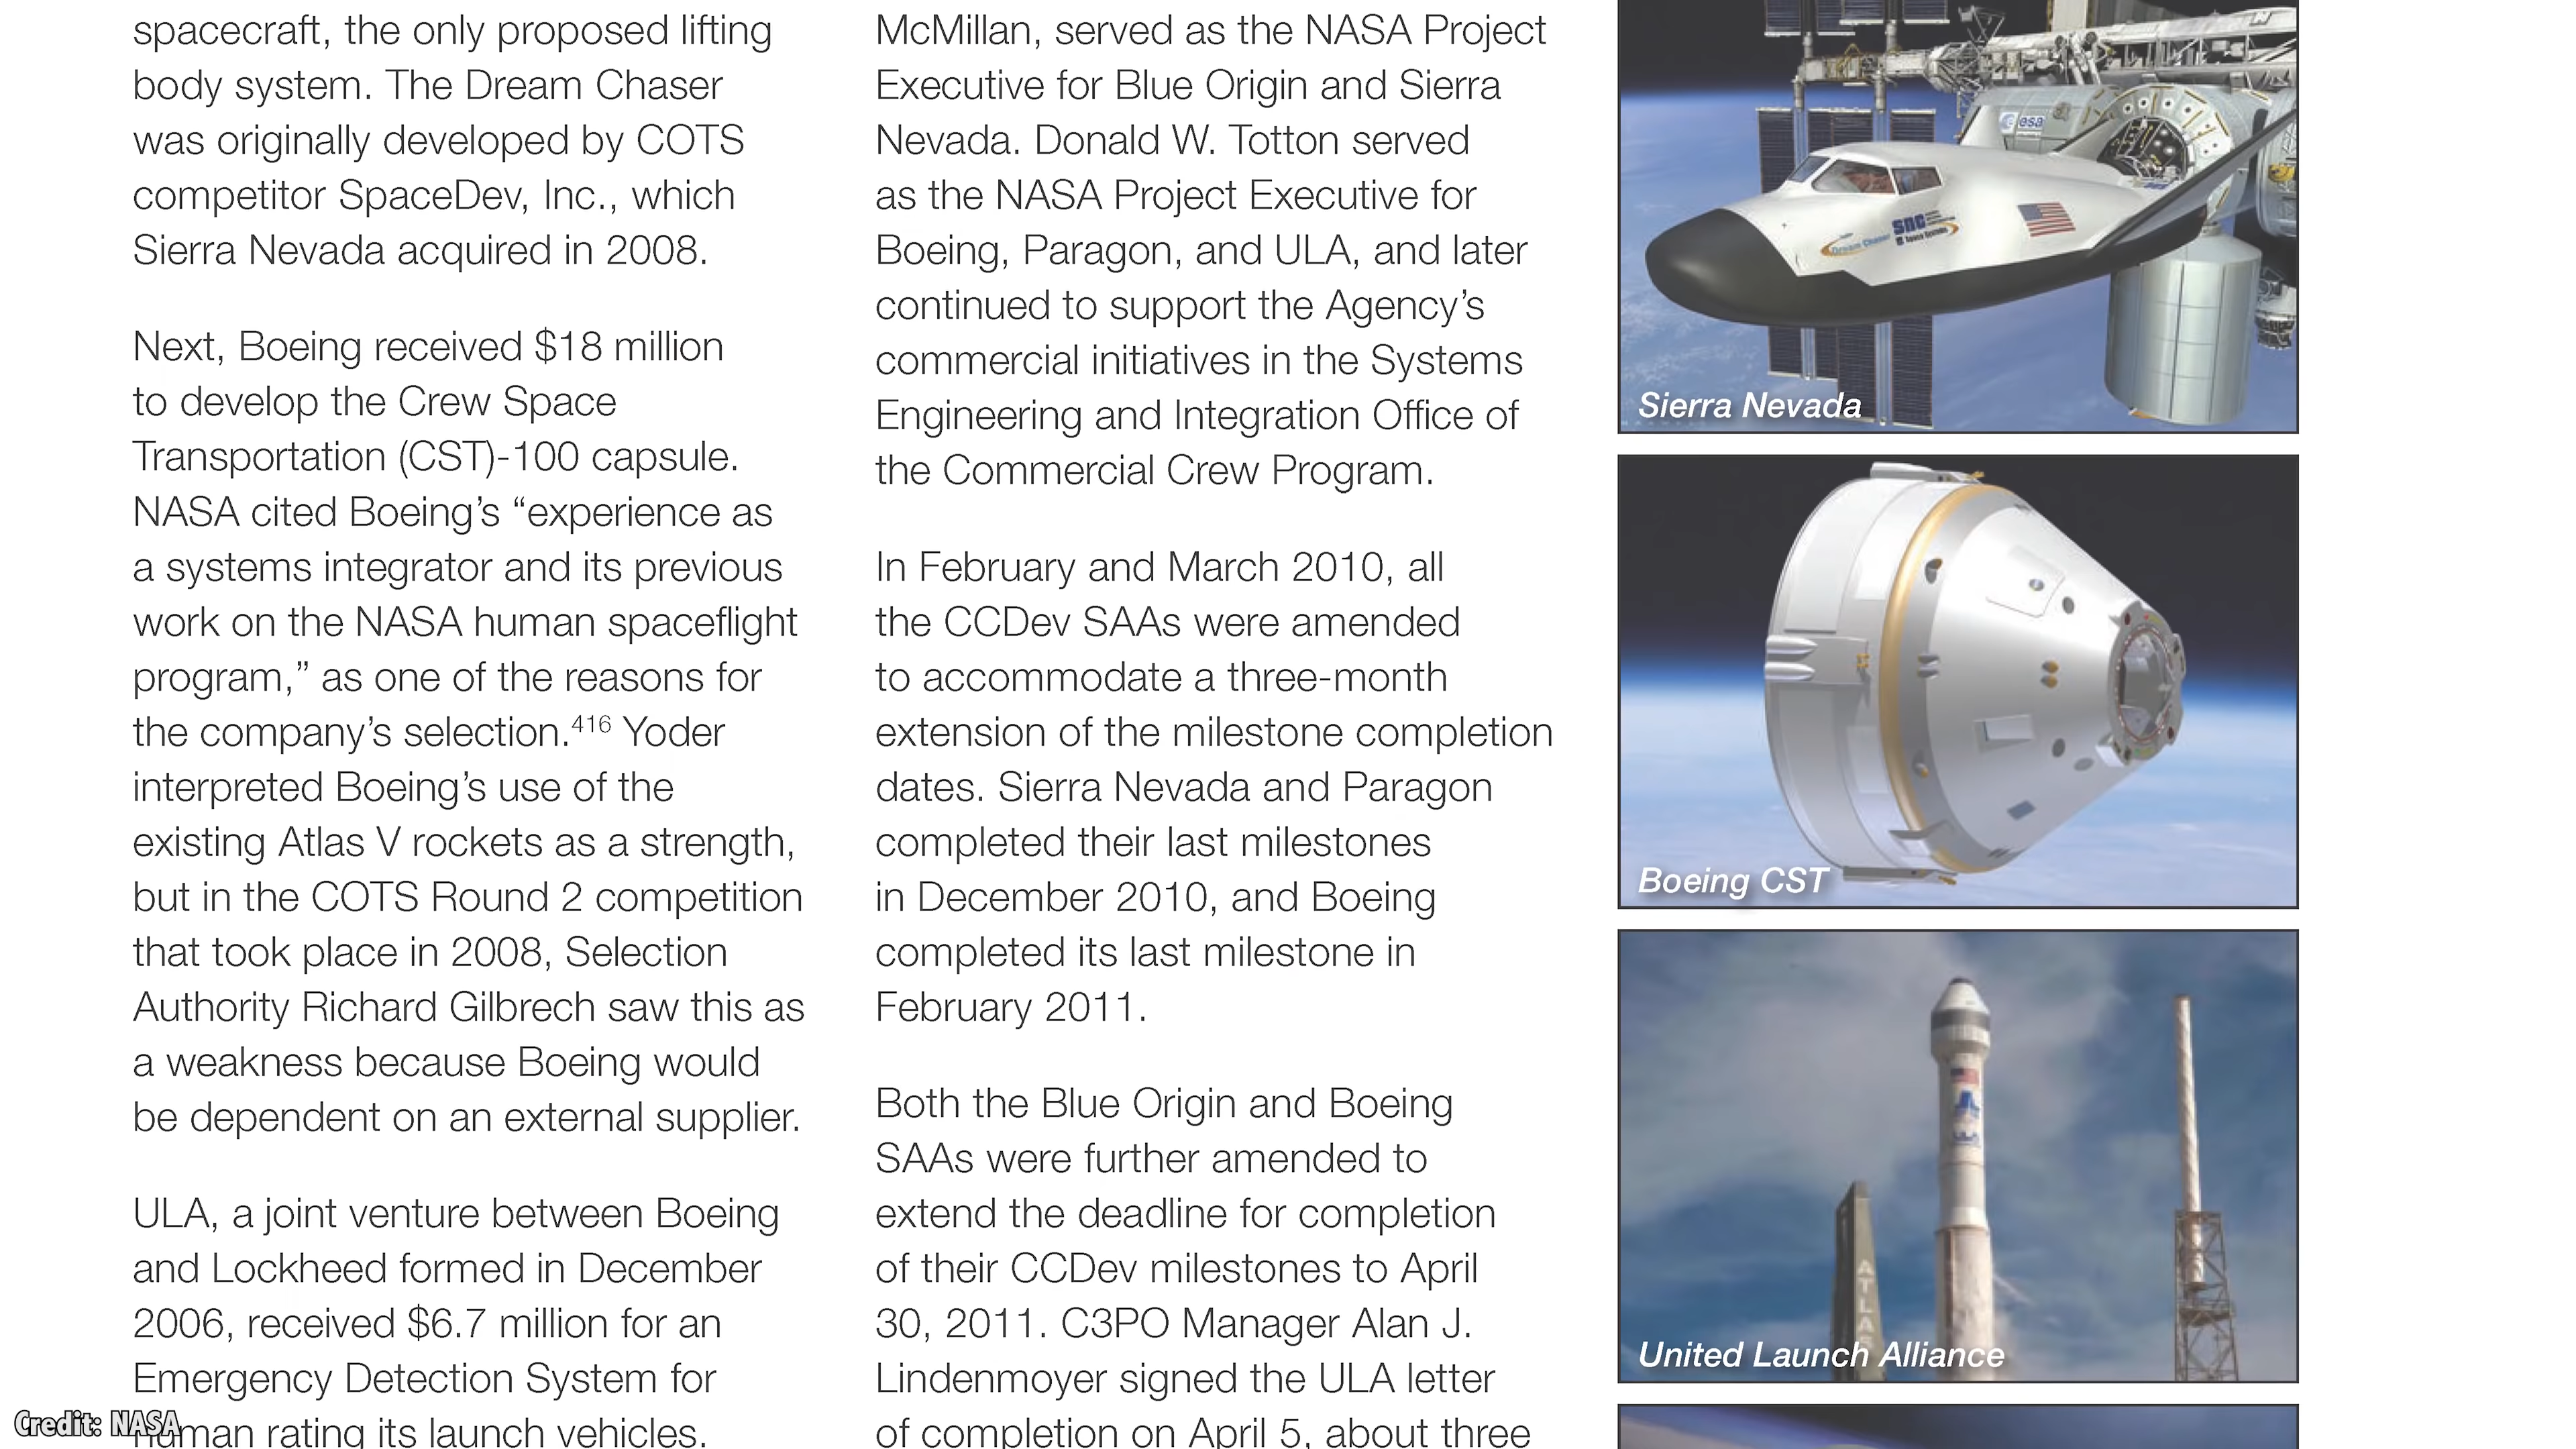 spacecraft, the only proposed lifting
body system. The Dream Chaser
was originally developed by COTS
competitor SpaceDev, Inc., which
Sierra Nevada acquired in 2008.
Next, Boeing received $18 million
to develop the Crew Space
Transportation (CST)-100 capsule.
NASA cited Boeing’s “experience as
a systems integrator and its previous
work on the NASA human spaceflight
program,” as one of the reasons for
the company’s selection.416 Yoder
interpreted Boeing’s use of the
existing Atlas V rockets as a strength,
but in the COTS Round 2 competition
that took place in 2008, Selection
Authority Richard Gilbrech saw this as
a weakness because Boeing would
be dependent on an external supplier.
ULA, a joint venture between Boeing
and Lockheed formed in December
2006, received $6.7 million for an
Emergency Detection System for
human rating its launch vehicles.
McMillan, served as the NASA Project
Executive for Blue Origin and Sierra
Nevada. Donald W. Totton served
as the NASA Project Executive for
Boeing, Paragon, and ULA, and later
continued to support the Agency’s
commercial initiatives in the Systems
Engineering and Integration Office of
the Commercial Crew Program.
In February and March 2010, all
the CCDev SAAs were amended
to accommodate a three-month
extension of the milestone completion
dates. Sierra Nevada and Paragon
completed their last milestones
in December 2010, and Boeing
completed its last milestone in
February 2011.
Both the Blue Origin and Boeing
SAAs were further amended to
extend the deadline for completion
of their CCDev milestones to April
30, 2011. C3PO Manager Alan J.
Lindenmoyer signed the ULA letter
of completion on April 5, about three
esa
Dream Chaser
SNC
Space Systems
Sierra Nevada
Boeing CST
ATLAS
United Launch Alliance
Credit: NASA